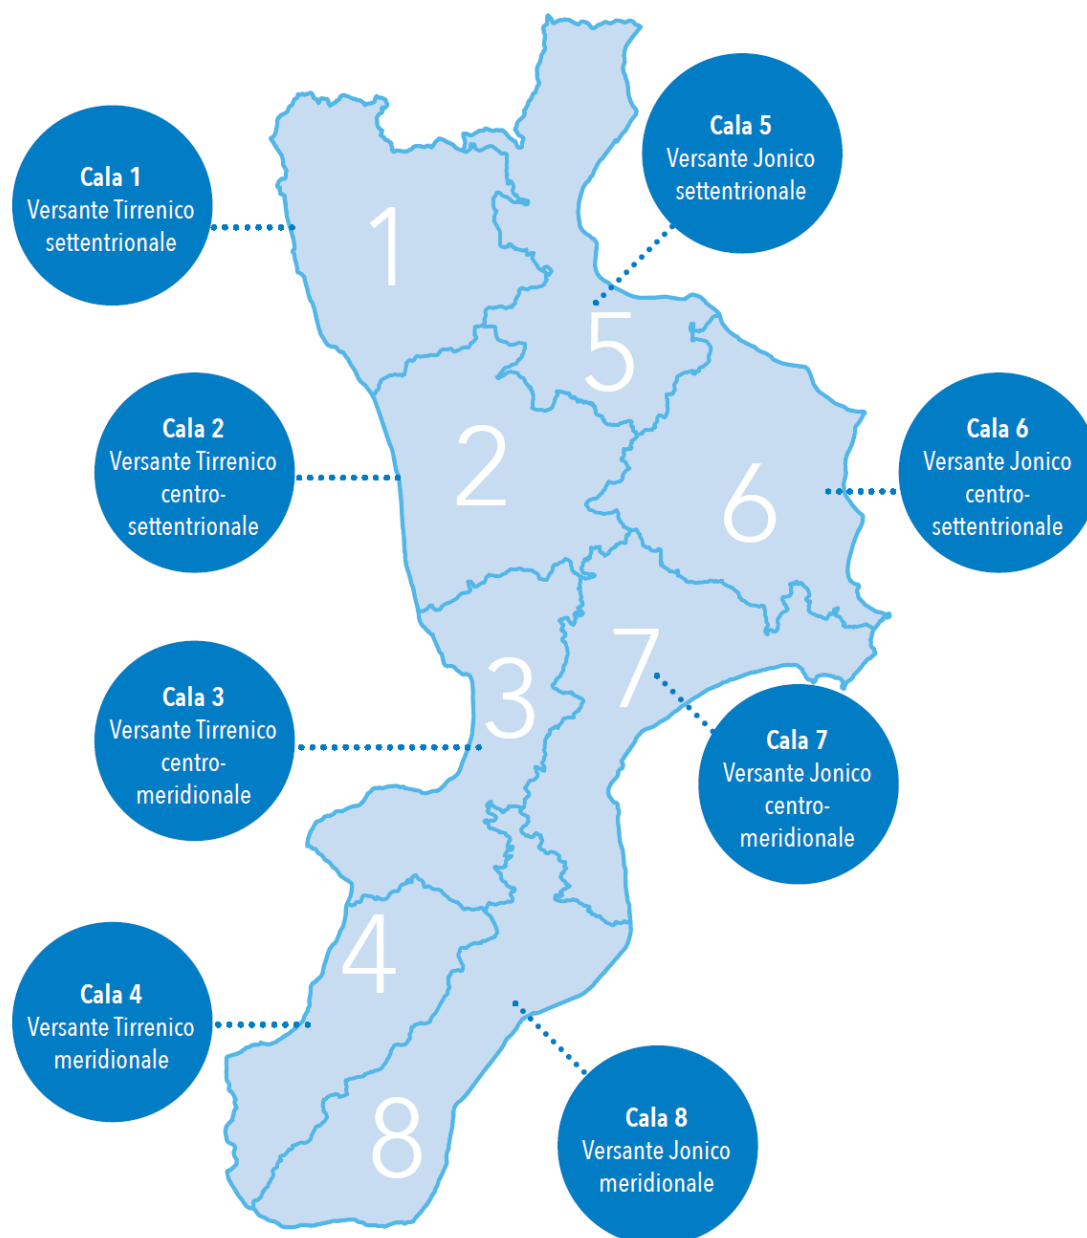 Cala 1
Versante Tirrenico
settentrionale
Cala 5
Versante Jonico
settentrionale
1
5
Cala 2
Versante Tirrenico
centro-
settentrionale
2
6
Cala 6
Versante Jonico
centro-
settentrionale
Cala 3
Versante Tirrenico
centro-
meridionale
3
7
Cala 7
Versante Jonico
centro-
meridionale
4
Cala 4
Versante Tirrenico
meridionale
8
Cala 8
Versante Jonico
meridionale